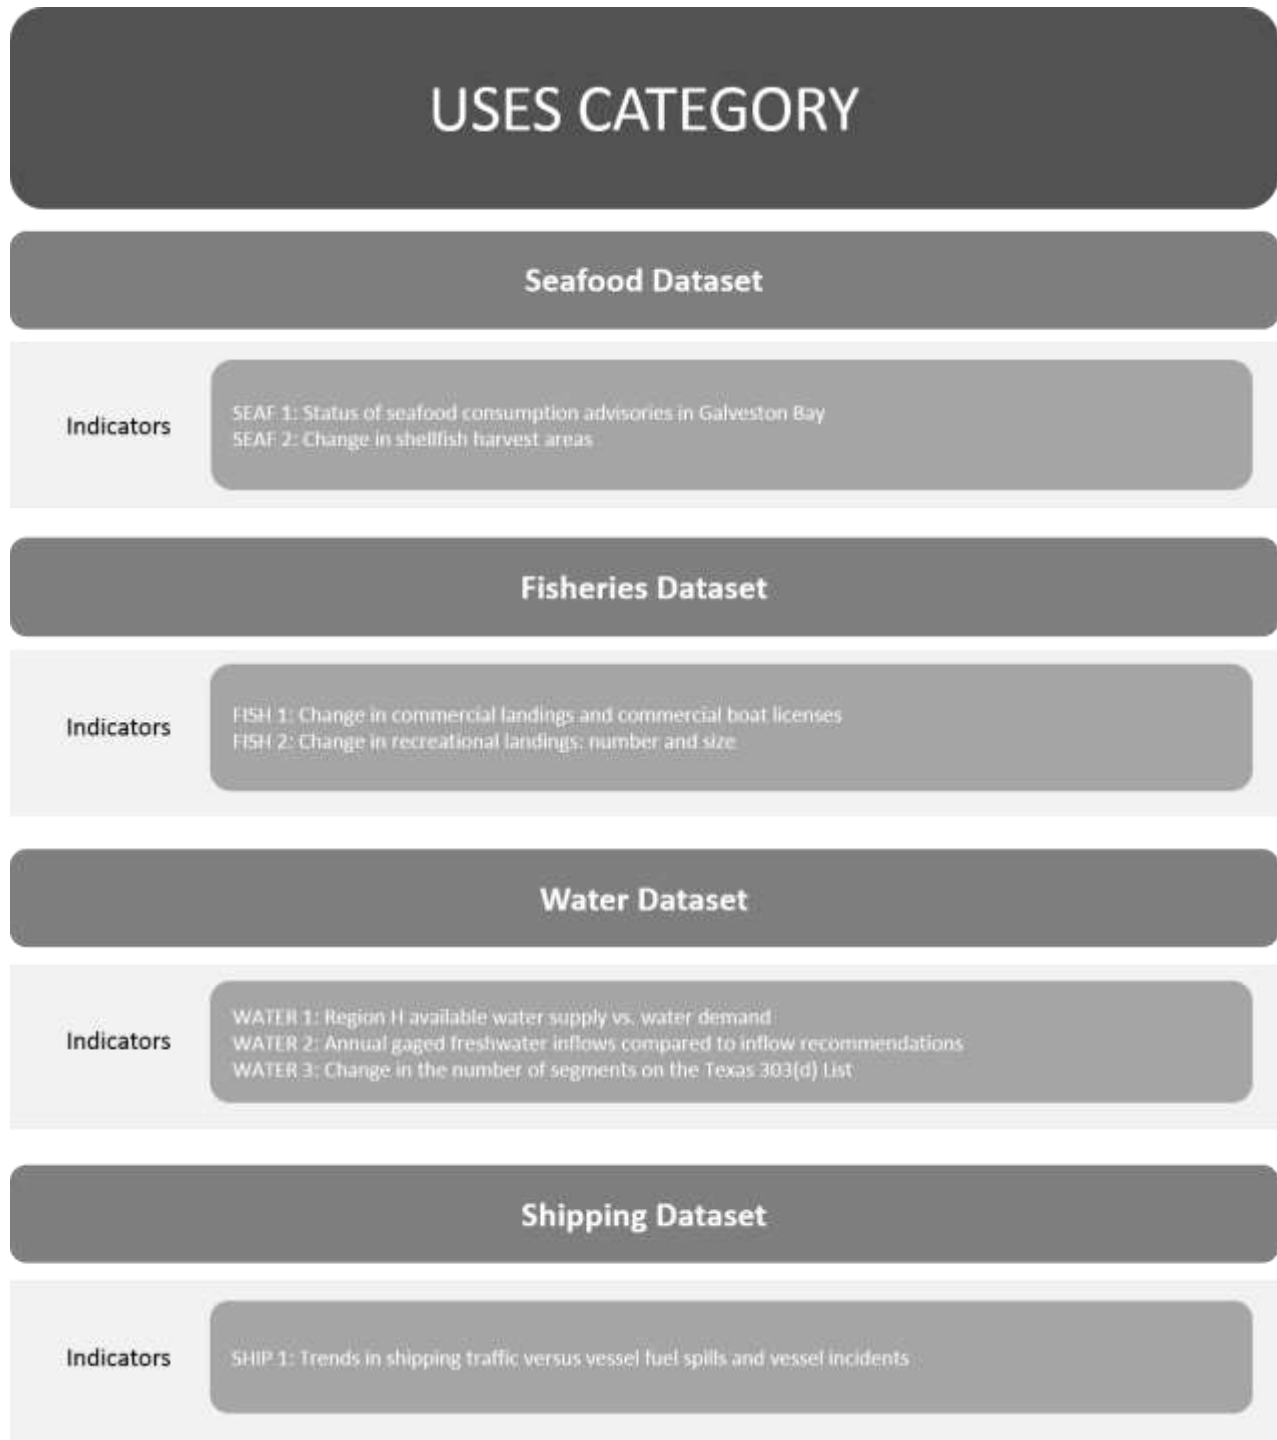 USES CATEGORY
Seafood Dataset
Indicators
SEAF 1: Status of seafood consumption advisories in Galveston Bay
SEAF 2: Change in shellfish harvest areas
Fisheries Dataset
Indicators
FISH 1: Change in commercial landings and commercial boat licenses
FISH 2: Change in recreational landings: number and size
Water Dataset
Indicators
WATER 1: Region H available water supply vs. water demand
WATER 2: Annual gaged freshwater inflows compared to inflow recommendations
WATER 3: Change in the number of segments on the Texas 303(d) List
Shipping Dataset
Indicators
SHIP 1: Trends in shipping traffic versus vessel fuel spills and vessel incidents